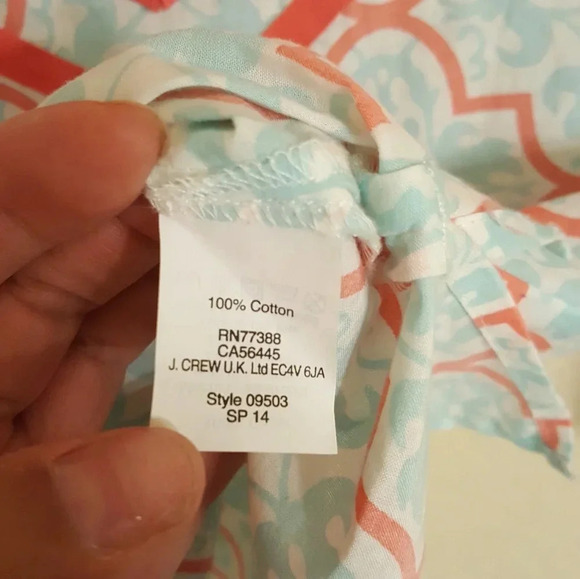 100% Cotton
RN77388
CA56445
J. CREW U.K. Ltd EC4V 6JA
Style 09503
SP 14